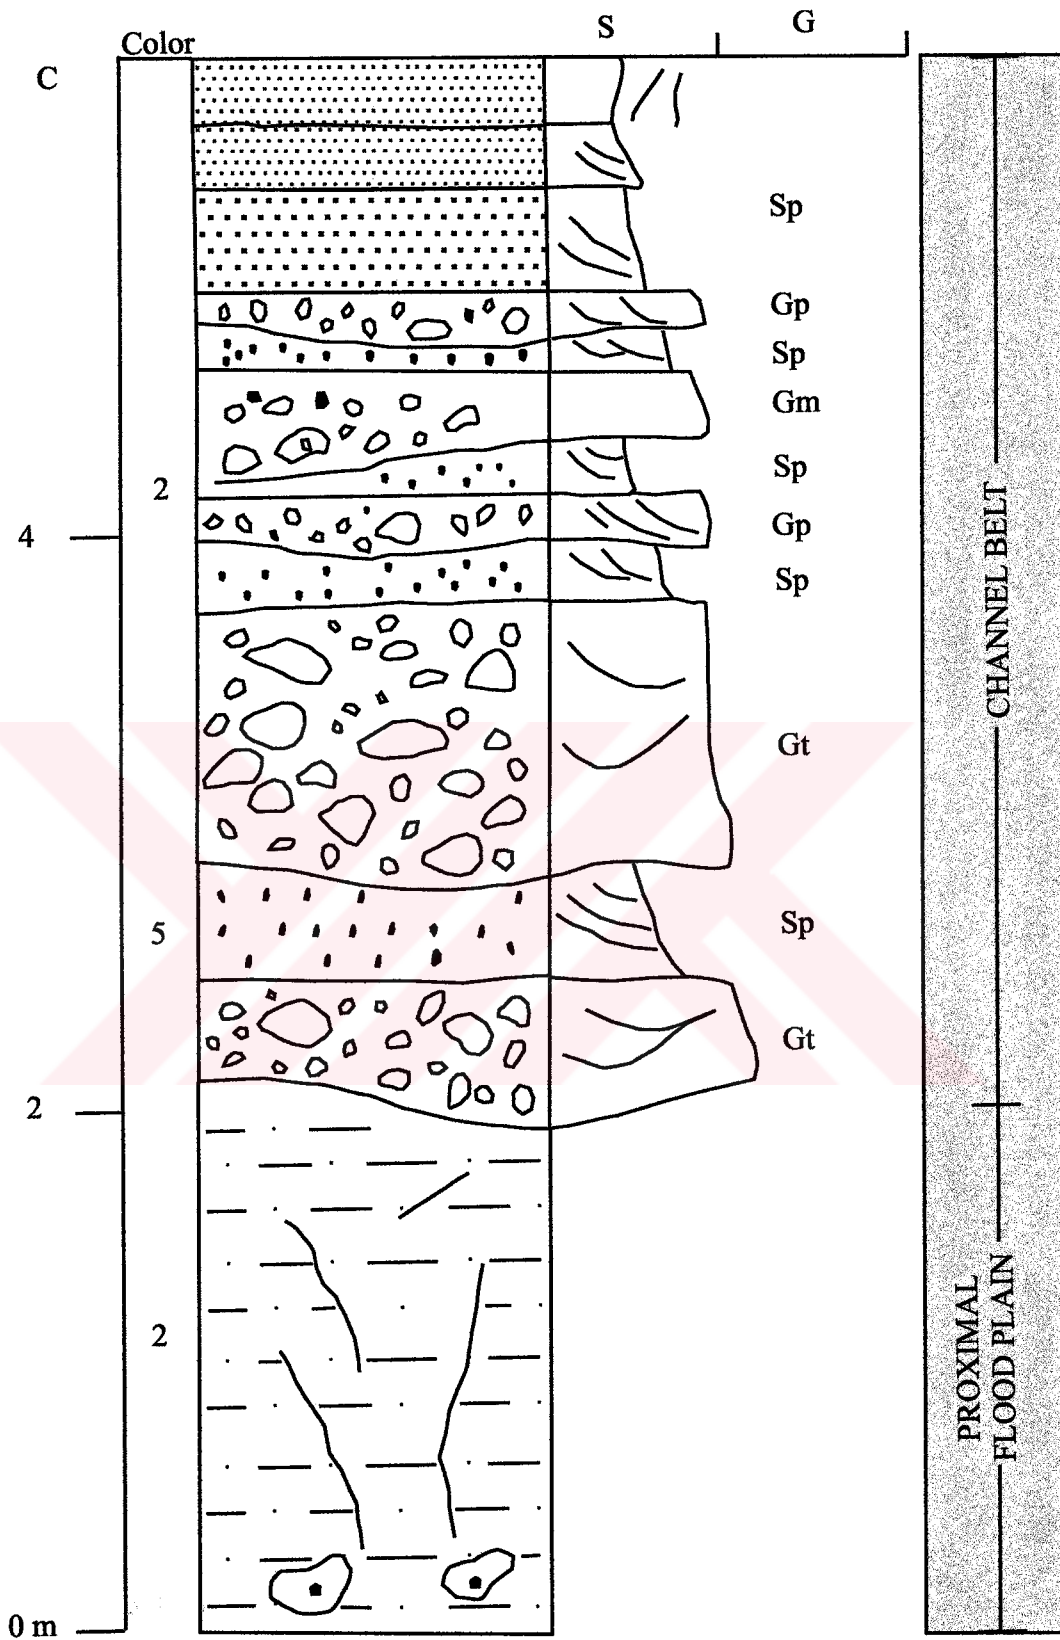 S G
Color
C
Sp
Gp
Sp
Gm
Sp
2
Gp
4
Sp
CHANNEL BELT
Gt
5
Sp
Gt
2
2
PROXIMAL
FLOOD PLAIN
0 m